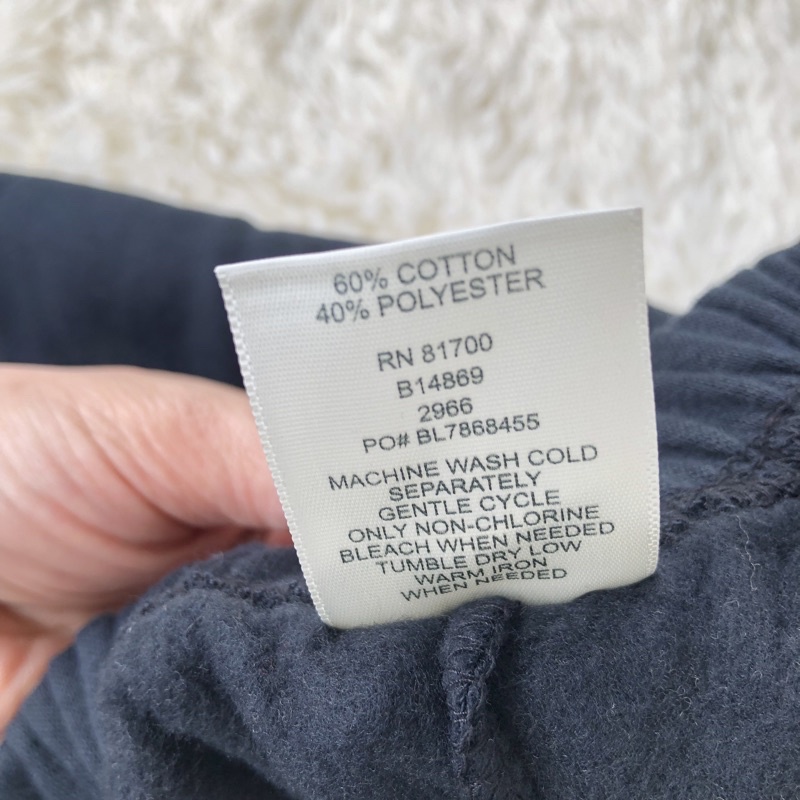 60% COTTON
40% POLYESTER
RN 81700
B14869
2966
PO# BL7868455
MACHINE WASH COLD
SEPARATELY
GENTLE CYCLE
ONLY NON-CHLORINE
BLEACH WHEN NEEDED
TUMBLE DRY LOW
WARM IRON
WHEN NEEDED